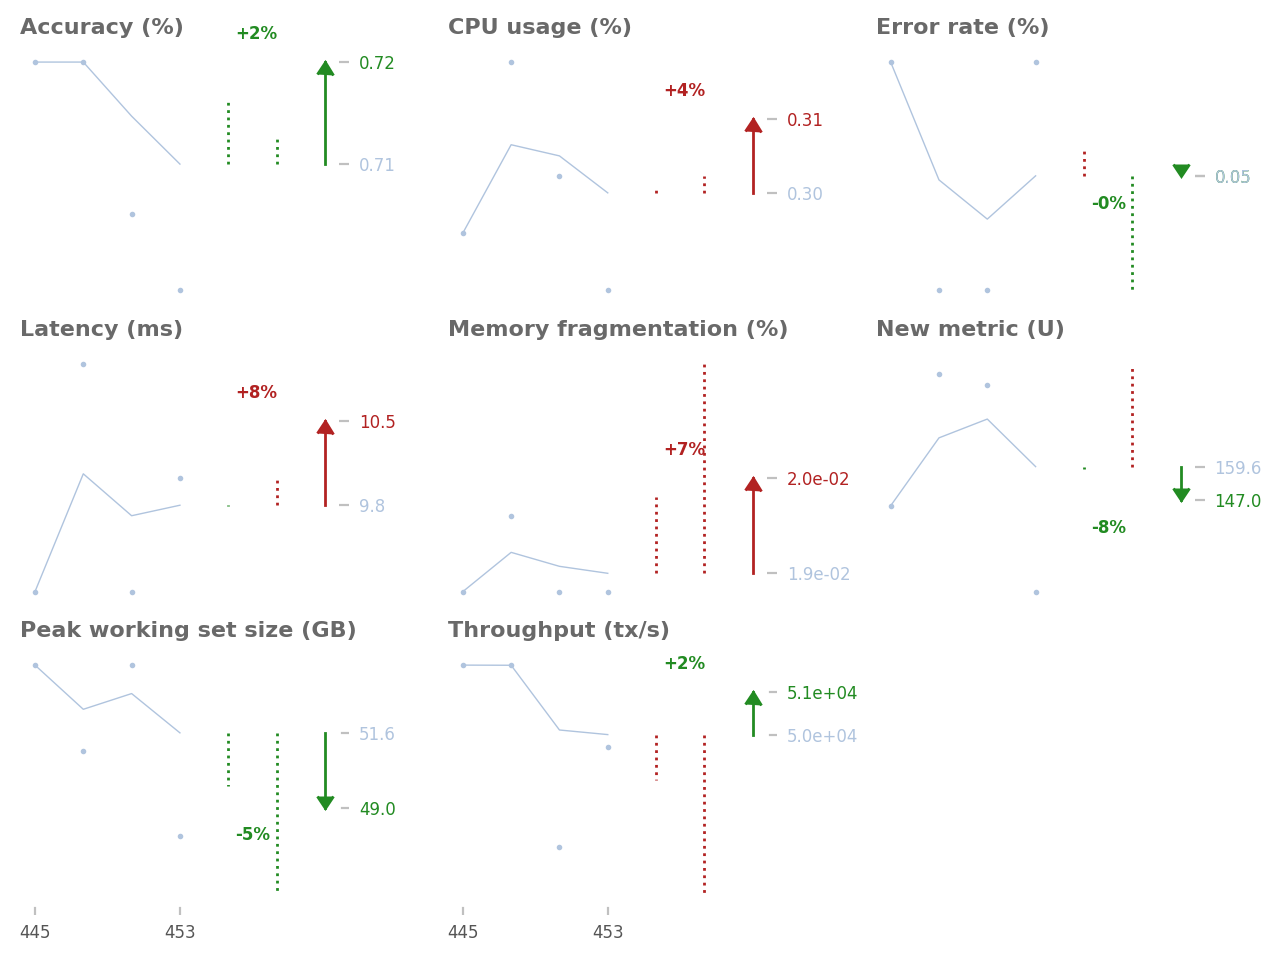 Accuracy (%)
+2%
0.72
0.71
CPU usage (%)
+4%
0.31
0.30
Error rate (%)
-0%
0.05
Latency (ms)
+8%
10.5
9.8
Memory fragmentation (%)
+7%
2.0e-02
1.9e-02
New metric (U)
159.6
147.0
-8%
Peak working set size (GB)
51.6
49.0
-5%
445
453
Throughput (tx/s)
+2%
5.1e+04
5.0e+04
445
453